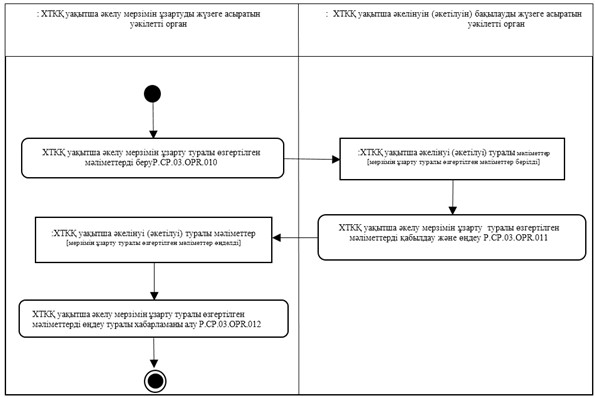 : ХТКҚ уақытша әкелу мерзімін ұзартуды жүзеге асыратын
уәкілетті орган
: ХТКҚ уақытша әкелінуін (әкетілуін) бақылауды жүзеге асыратын
уәкілетті орган
ХТКҚ уақытша әкелу мерзімін ұзарту туралы өзгертілген
мәліметтерді беруP.CP.03.OPR.010
:ХТКҚ уақытша әкелінуі (әкетілуі) туралы мәліметтер
[мерзімін ұзарту туралы өзгертілген мәліметтер берілді]
ХТКҚ уақытша әкелу мерзімін ұзарту туралы өзгертілген
мәліметтерді қабылдау және өңдеу P.CP.03.OPR.011
:ХТКҚ уақытша әкелінуі (әкетілуі) туралы мәліметтер
[мерзімін ұзарту туралы өзгертілген мәліметтер өңделді]
ХТКҚ уақытша әкелу мерзімін ұзарту туралы өзгертілген
мәліметтерді өңдеу туралы хабарламаны алу P.CP.03.OPR.012